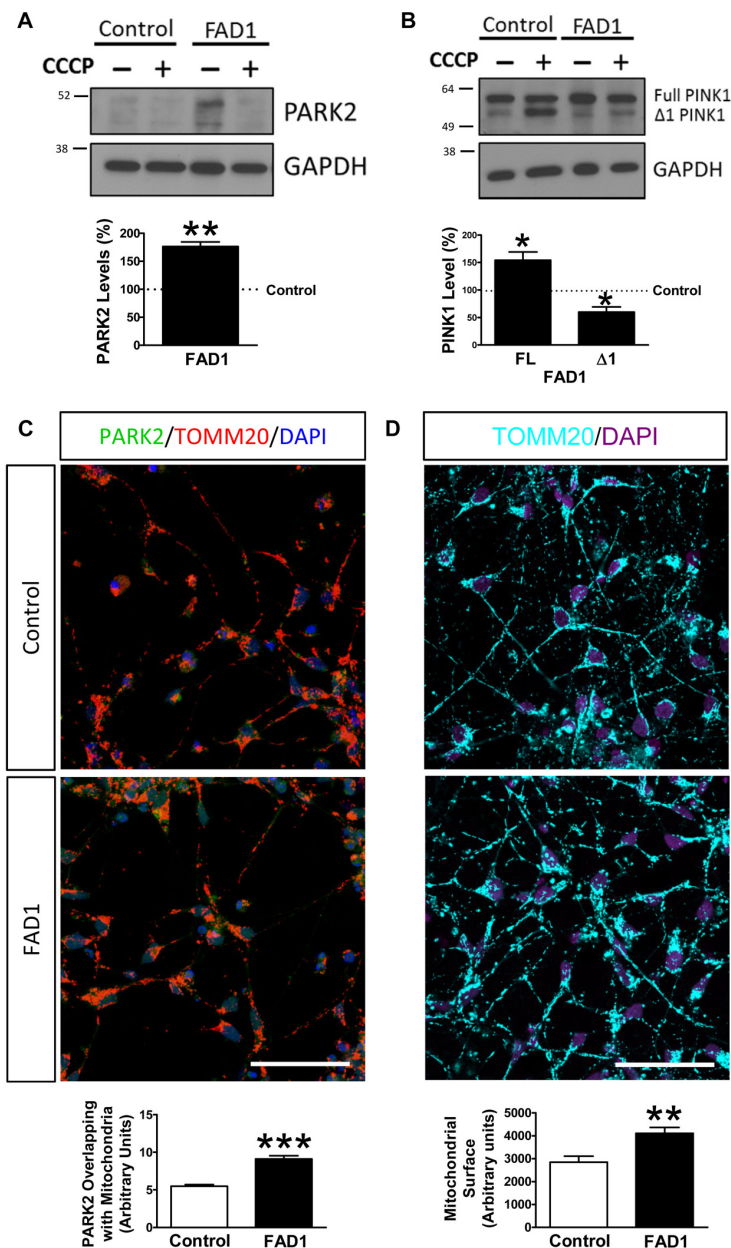 A
Control FAD1
CCCP − + − +
52
PARK2
38
GAPDH
PARK2 Levels (%)
200
150
100
50
0
Control
FAD1
B
Control FAD1
CCCP − + − +
64
Full PINK1
Δ1 PINK1
49
38
GAPDH
PINK1 Level (%)
200
150
100
50
0
**
*
*
Control
FL Δ1
FAD1
C
PARK2/TOMM20/DAPI
D
TOMM20/DAPI
Control
FAD1
PARK2 Overlapping
with Mitochondria
(Arbitrary Units)
15
10
5
0
***
Control FAD1
Mitochondrial
Surface
(Arbitrary units)
5000
4000
3000
2000
1000
0
**
Control FAD1